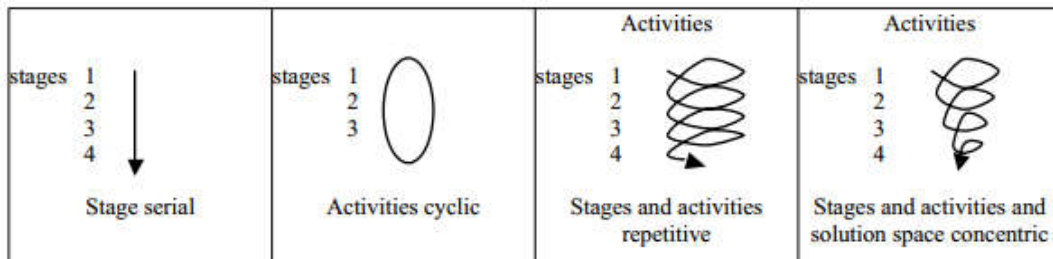 stages 1
2
3
4
Stage serial
stages 1
2
3
Activities cyclic
Activities
stages 1
2
3
4
Stages and activities
repetitive
Activities
stages 1
2
3
4
Stages and activities and
solution space concentric